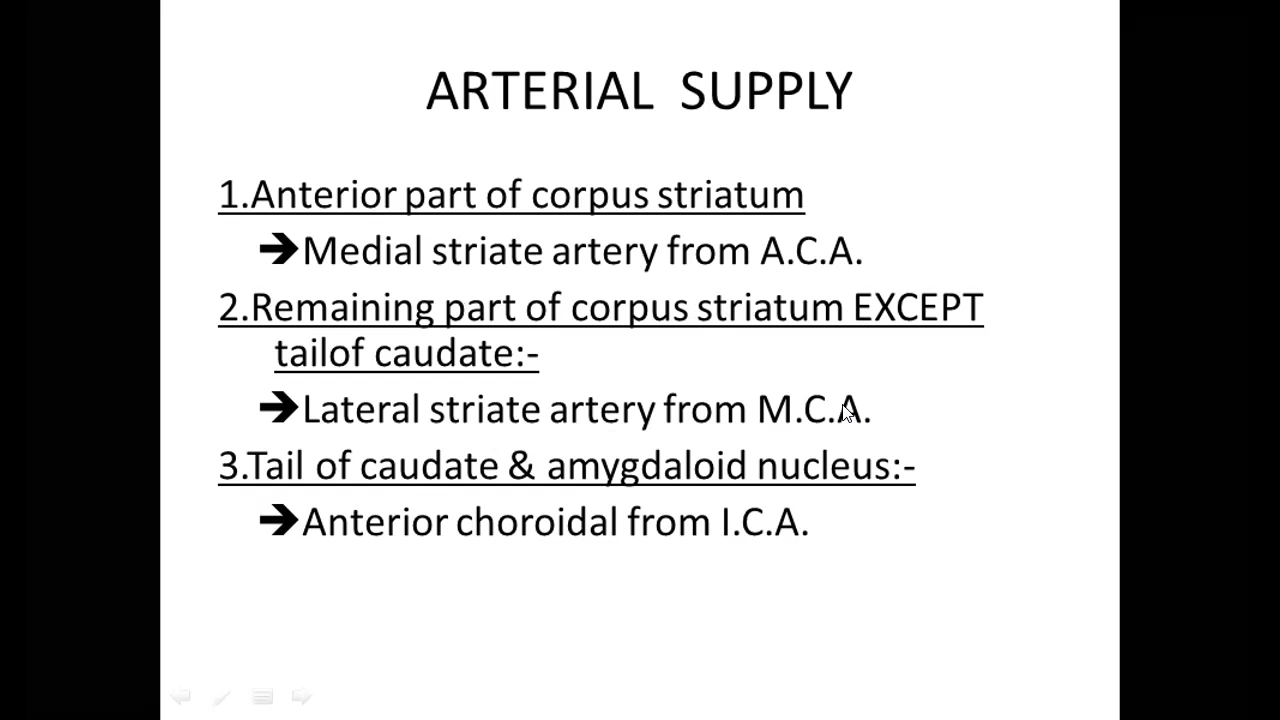 ARTERIAL SUPPLY
1.Anterior part of corpus striatum
➔Medial striate artery from A.C.A.
2.Remaining part of corpus striatum EXCEPT
tailof caudate:-
➔Lateral striate artery from M.C.A.
3.Tail of caudate & amygdaloid nucleus:-
➔Anterior choroidal from I.C.A.